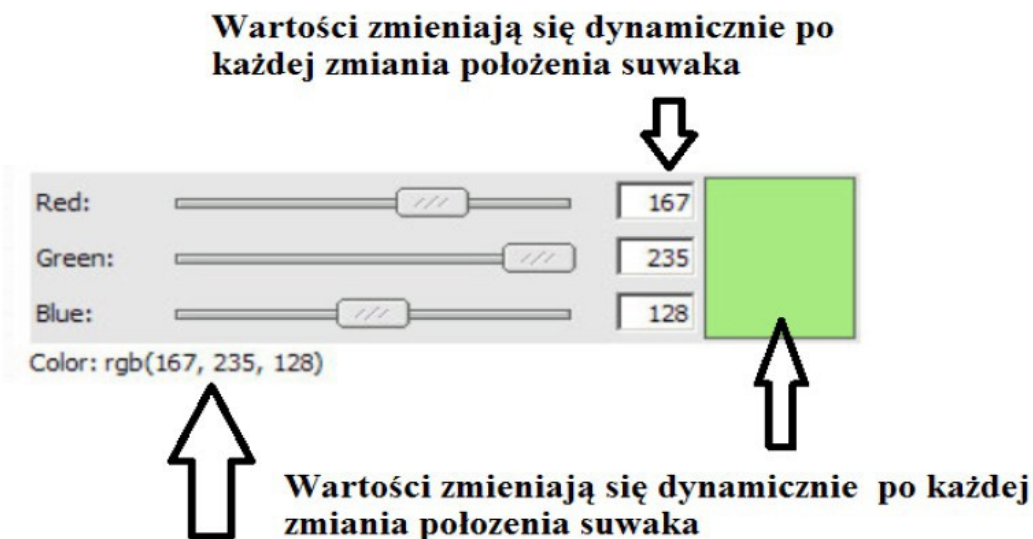 Wartości zmieniają się dynamicznie po
każdej zmiania położenia suwaka
Red: 167
Green: 235
Blue: 128
Color: rgb(167, 235, 128)
Wartości zmieniają się dynamicznie po każdej
zmiania połozenia suwaka